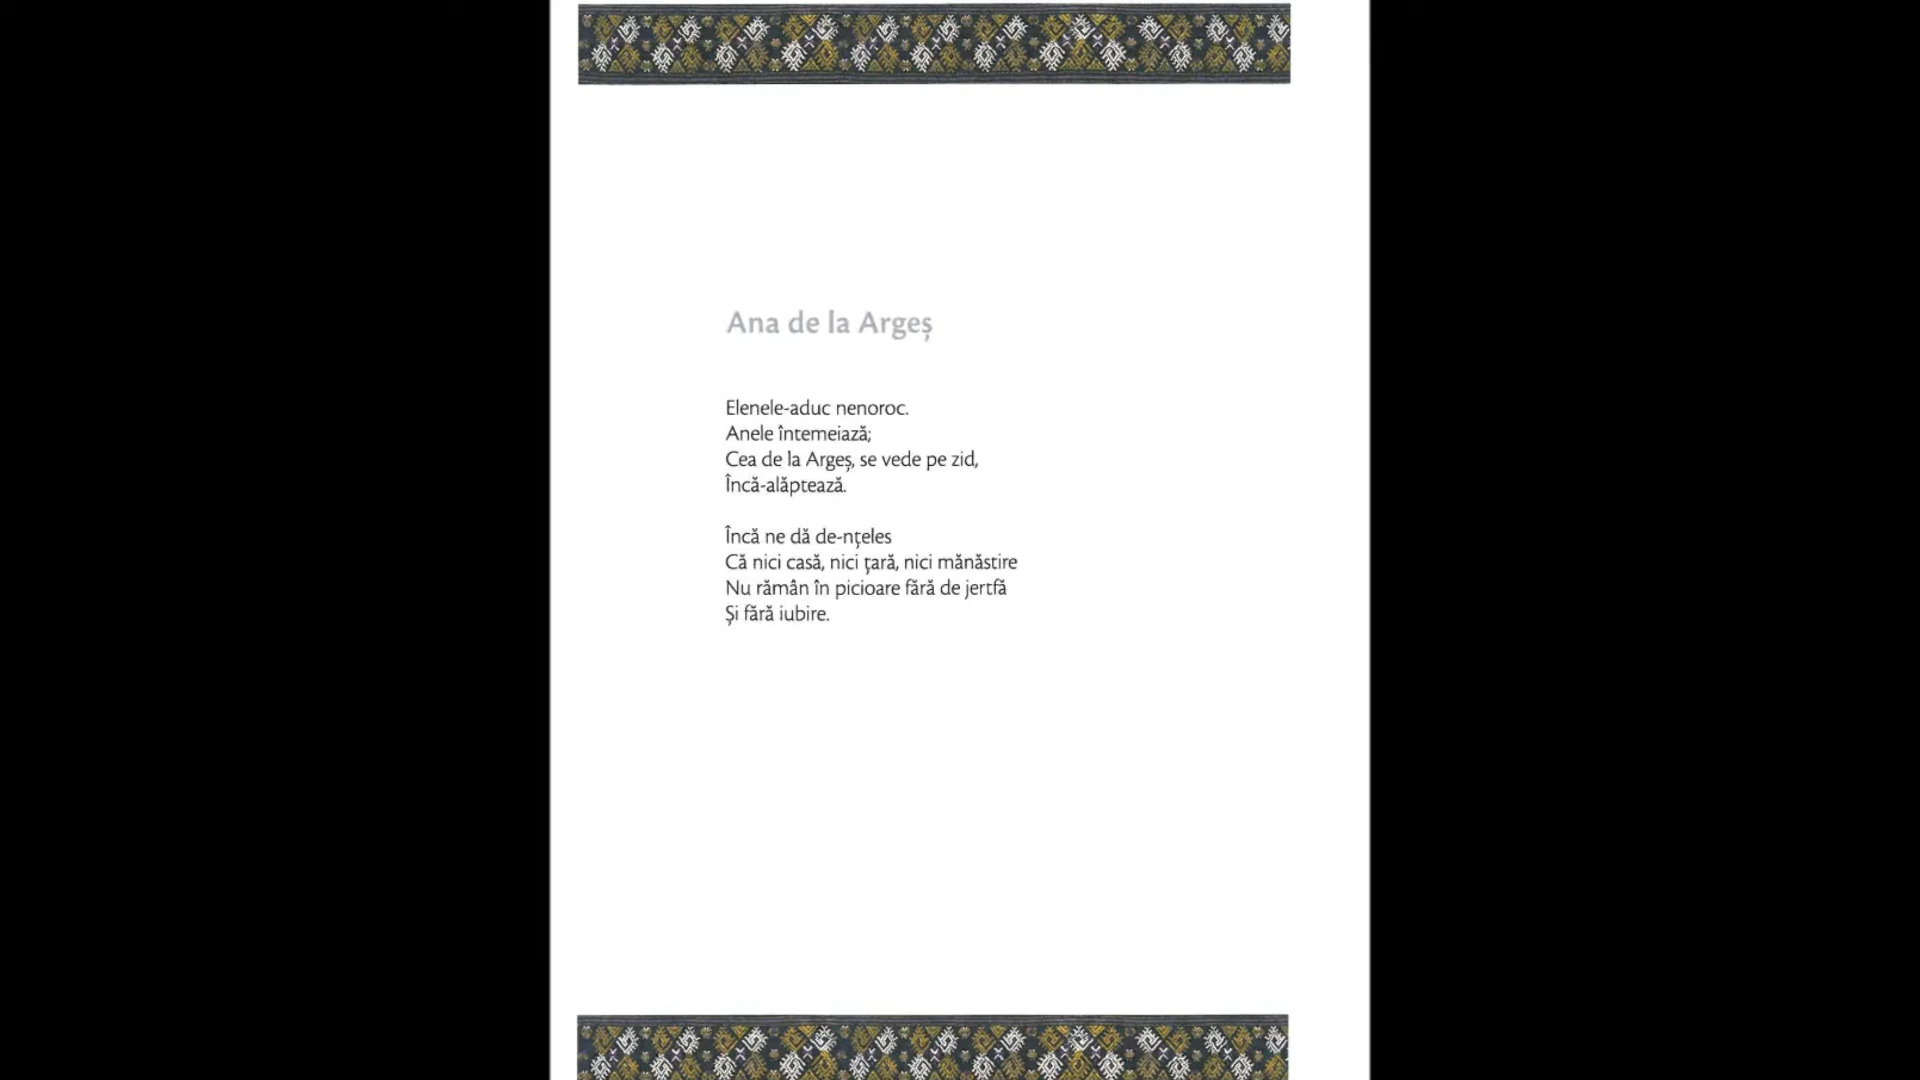 Ana de la Argeș
Elenele-aduc nenoroc.
Anele întemeiază;
Cea de la Argeș, se vede pe zid,
Încă-alăptează.
Încă ne dă de-nțeles
Că nici casă, nici țară, nici mănăstire
Nu rămân în picioare fără de jertfă
Și fără iubire.